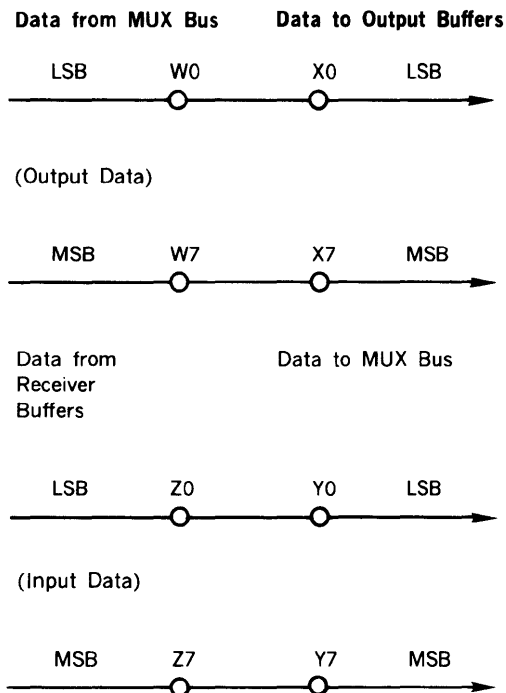 Data from MUX Bus Data to Output Buffers
LSB W0 X0 LSB
(Output Data)
MSB W7 X7 MSB
Data from
Receiver
Buffers
Data to MUX Bus
LSB Z0 Y0 LSB
(Input Data)
MSB Z7 Y7 MSB